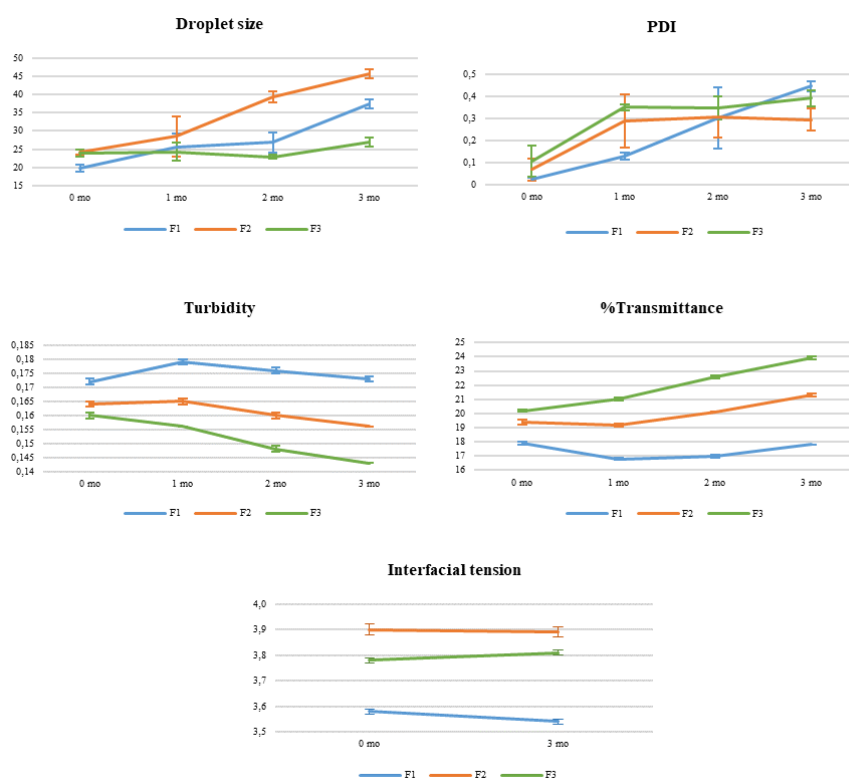 Droplet size
50
45
40
35
30
25
20
15
0 mo 1 mo 2 mo 3 mo
F1 F2 F3
PDI
0,5
0,4
0,3
0,2
0,1
0
0 mo 1 mo 2 mo 3 mo
F1 F2 F3
Turbidity
0,185
0,18
0,175
0,17
0,165
0,16
0,155
0,15
0,145
0,14
0 mo 1 mo 2 mo 3 mo
F1 F2 F3
%Transmittance
25
24
23
22
21
20
19
18
17
16
0 mo 1 mo 2 mo 3 mo
F1 F2 F3
Interfacial tension
4,0
3,9
3,8
3,7
3,6
3,5
0 mo 3 mo
F1 F2 F3